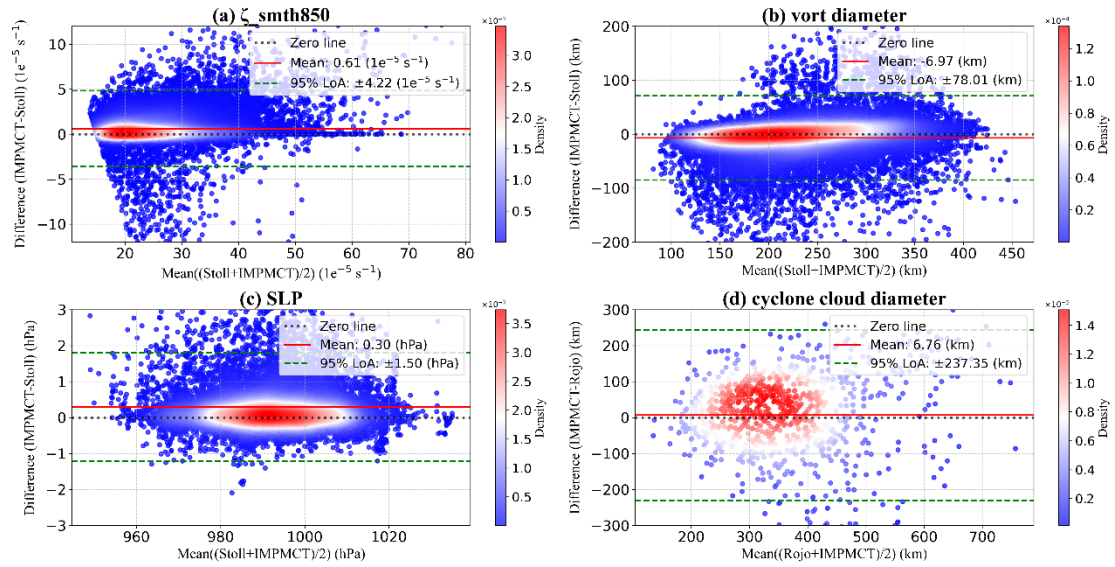 (a) ζ_smth850
Difference (IMPMCT-Stoll) (1e⁻⁵ s⁻¹)
10
5
0
−5
−10
Zero line
Mean: 0.61 (1e⁻⁵ s⁻¹)
95% LoA: ±4.22 (1e⁻⁵ s⁻¹)
20 30 40 50 60 70 80
Mean((Stoll+IMPMCT)/2) (1e⁻⁵ s⁻¹)
3.0
2.5
2.0
1.5
1.0
0.5
Density
(b) vort diameter
Difference (IMPMCT-Stoll) (km)
200
100
0
−100
−200
Zero line
Mean: -6.97 (km)
95% LoA: ±78.01 (km)
100 150 200 250 300 350 400 450
Mean((Stoll+IMPMCT)/2) (km)
×10⁻⁴
1.2
1.0
0.8
0.6
0.4
0.2
Density
(c) SLP
Difference (IMPMCT-Stoll) (hPa)
3
2
1
0
−1
−2
−3
Zero line
Mean: 0.30 (hPa)
95% LoA: ±1.50 (hPa)
960 980 1000 1020
Mean((Stoll+IMPMCT)/2) (hPa)
3.5
3.0
2.5
2.0
1.5
1.0
0.5
Density
(d) cyclone cloud diameter
Difference (IMPMCT-Rojo) (km)
300
200
100
0
−100
−200
−300
Zero line
Mean: 6.76 (km)
95% LoA: ±237.35 (km)
200 300 400 500 600 700
Mean((Rojo+IMPMCT)/2) (km)
1.4
1.2
1.0
0.8
0.6
0.4
0.2
Density